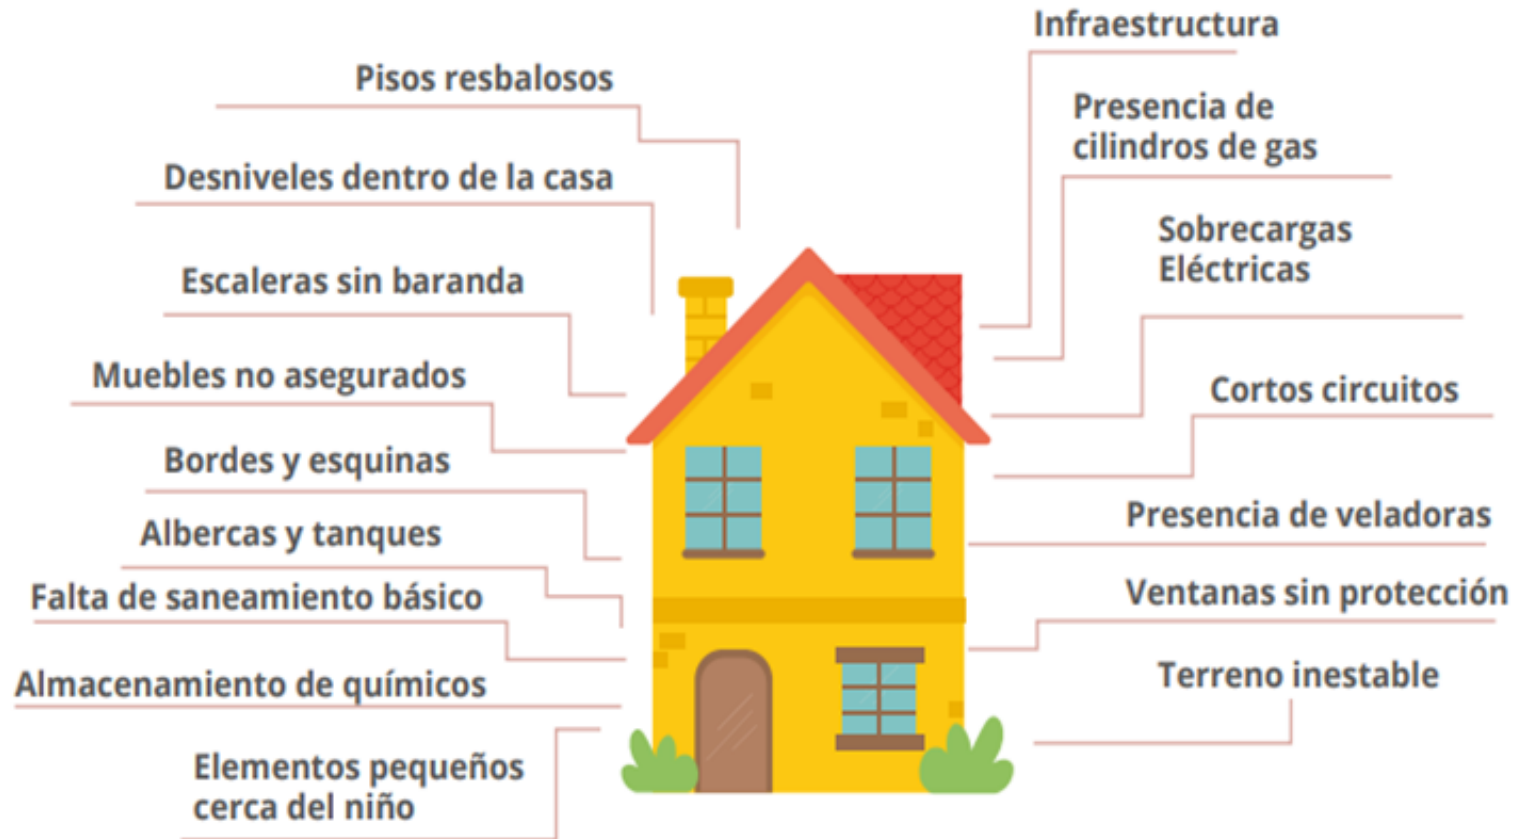 Pisos resbalosos
Desniveles dentro de la casa
Escaleras sin baranda
Muebles no asegurados
Bordes y esquinas
Albercas y tanques
Falta de saneamiento básico
Almacenamiento de químicos
Elementos pequeños
cerca del niño
Infraestructura
Presencia de
cilindros de gas
Sobrecargas
Eléctricas
Cortos circuitos
Presencia de veladoras
Ventanas sin protección
Terreno inestable